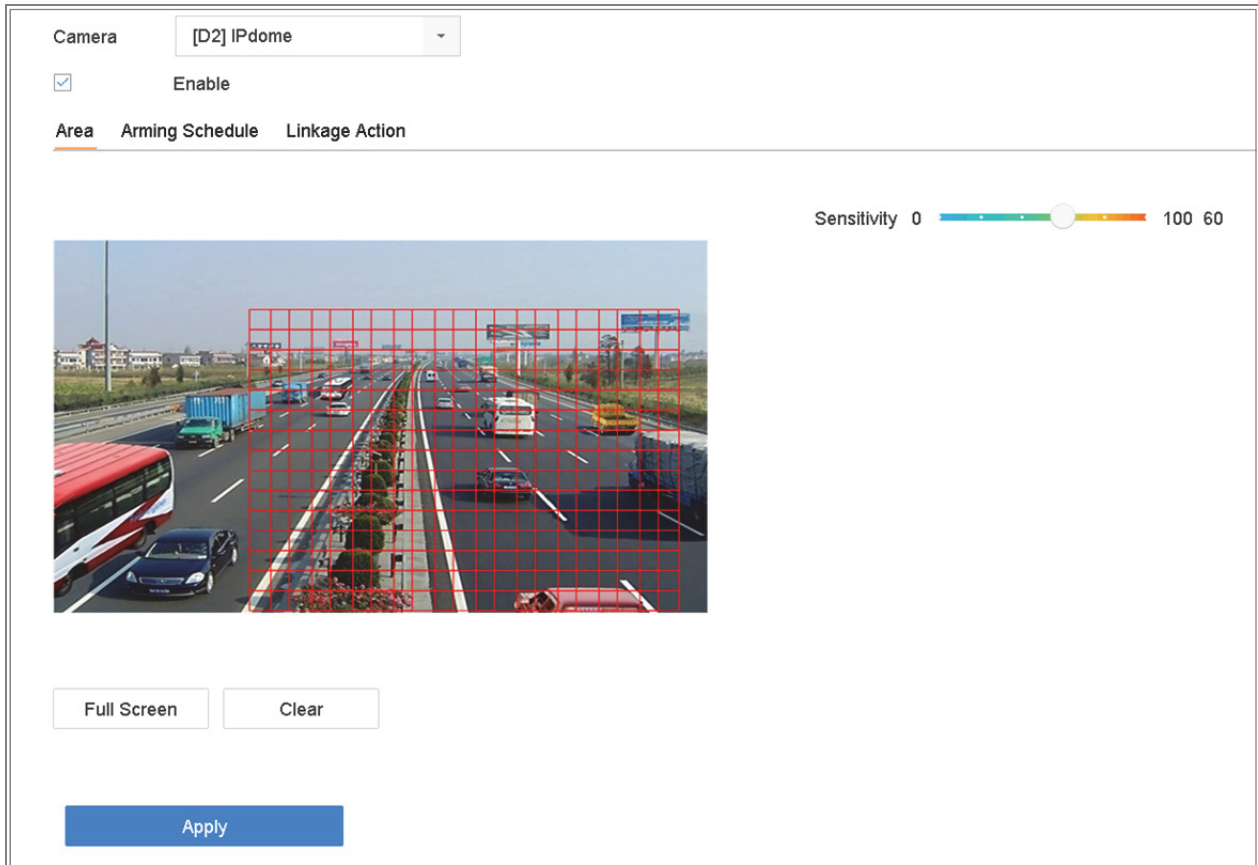 Camera [D2] IPdome
Enable
Area Arming Schedule Linkage Action
Sensitivity 0 100 60
Full Screen Clear
Apply